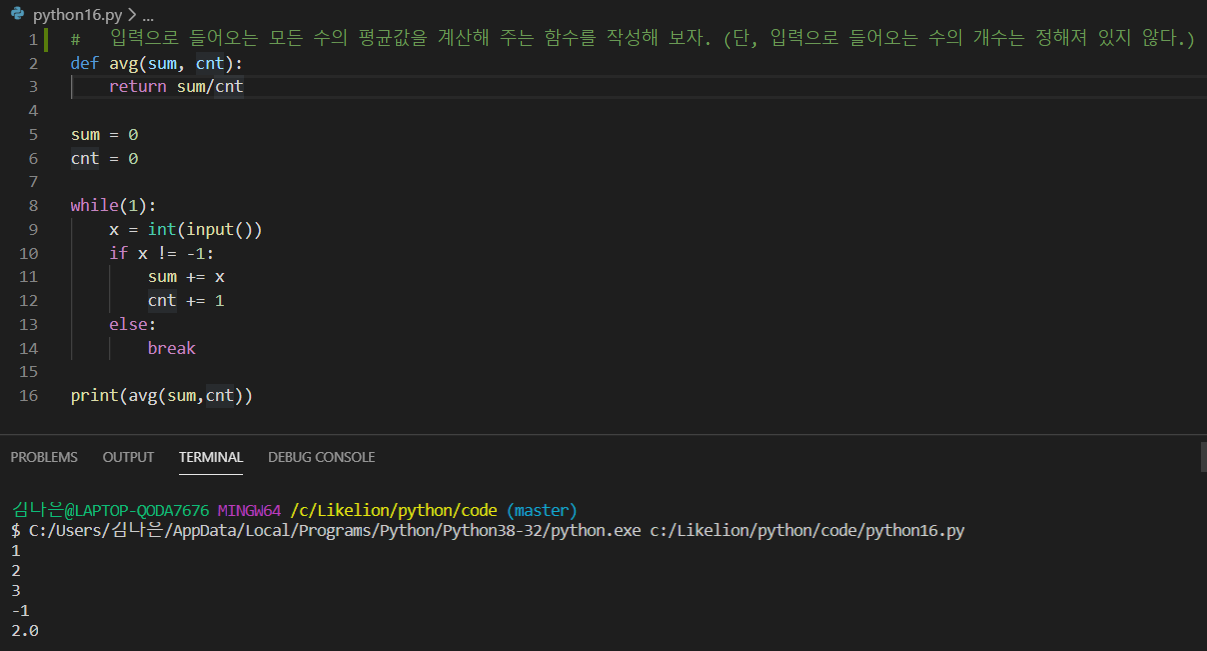 python16.py > ...
1 # 입력으로 들어오는 모든 수의 평균값을 계산해 주는 함수를 작성해 보자. (단, 입력으로 들어오는 수의 개수는 정해져 있지 않다.)
2 def avg(sum, cnt):
3     return sum/cnt
4
5 sum = 0
6 cnt = 0
7
8 while(1):
9     x = int(input())
10     if x != -1:
11         sum += x
12         cnt += 1
13     else:
14         break
15
16 print(avg(sum,cnt))
PROBLEMS OUTPUT TERMINAL DEBUG CONSOLE
김나은@LAPTOP-QODA7676 MINGW64 /c/Likelion/python/code (master)
$ C:/Users/김나은/AppData/Local/Programs/Python/Python38-32/python.exe c:/Likelion/python/code/python16.py
1
2
3
-1
2.0